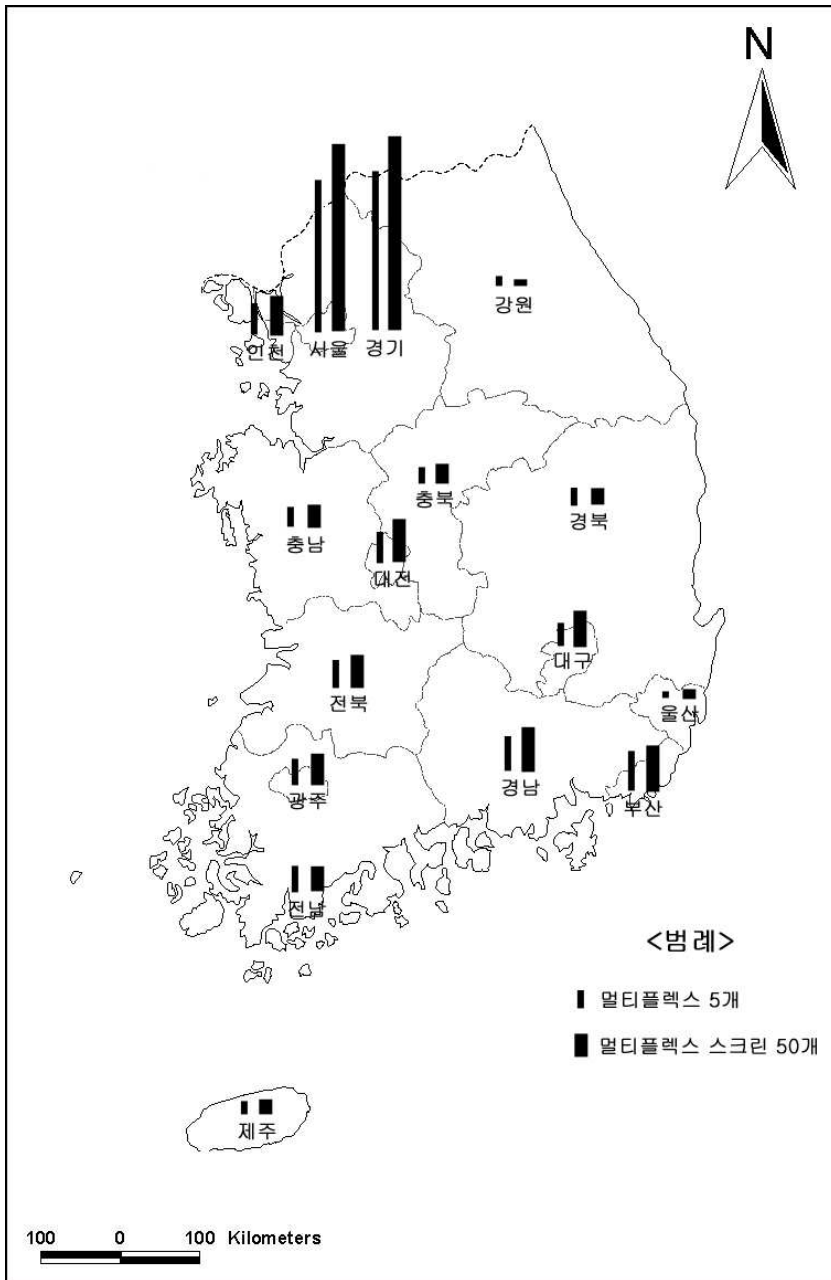 N
강원
인천
서울
경기
충북
경북
충남
대전
대구
전북
울산
경남
광주
부산
전남
<범례>
멀티플렉스 5개
멀티플렉스 스크린 50개
제주
100 0 100 Kilometers